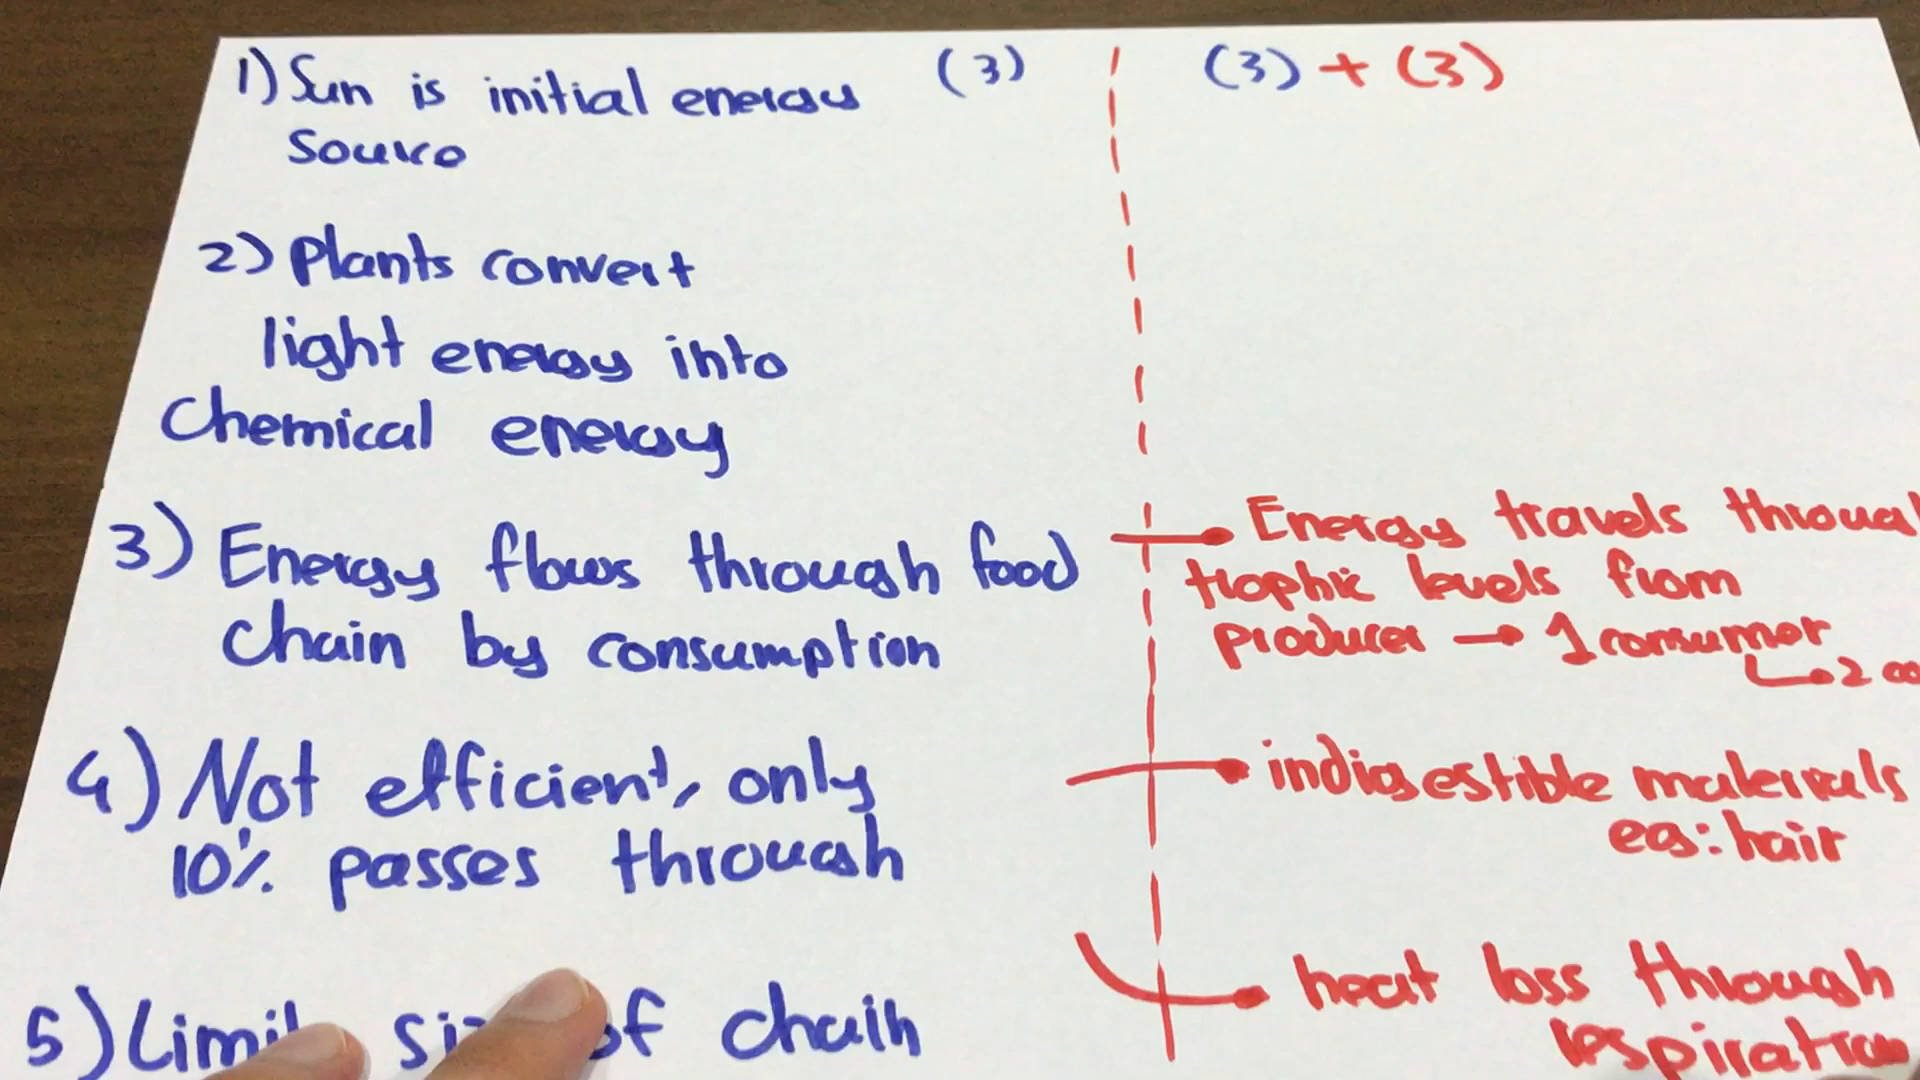 1) Sun is initial energy (3)
source
2) Plants convert
light energy into
chemical energy
3) Energy flows through food
chain by consumption
4) Not efficient, only
10% passes through
5) Limit of chain
(3) + (3)
Energy travels through
trophic levels from
producer → 1 consumer
2
indigestible materials
eg: hair
heat loss through
respiration